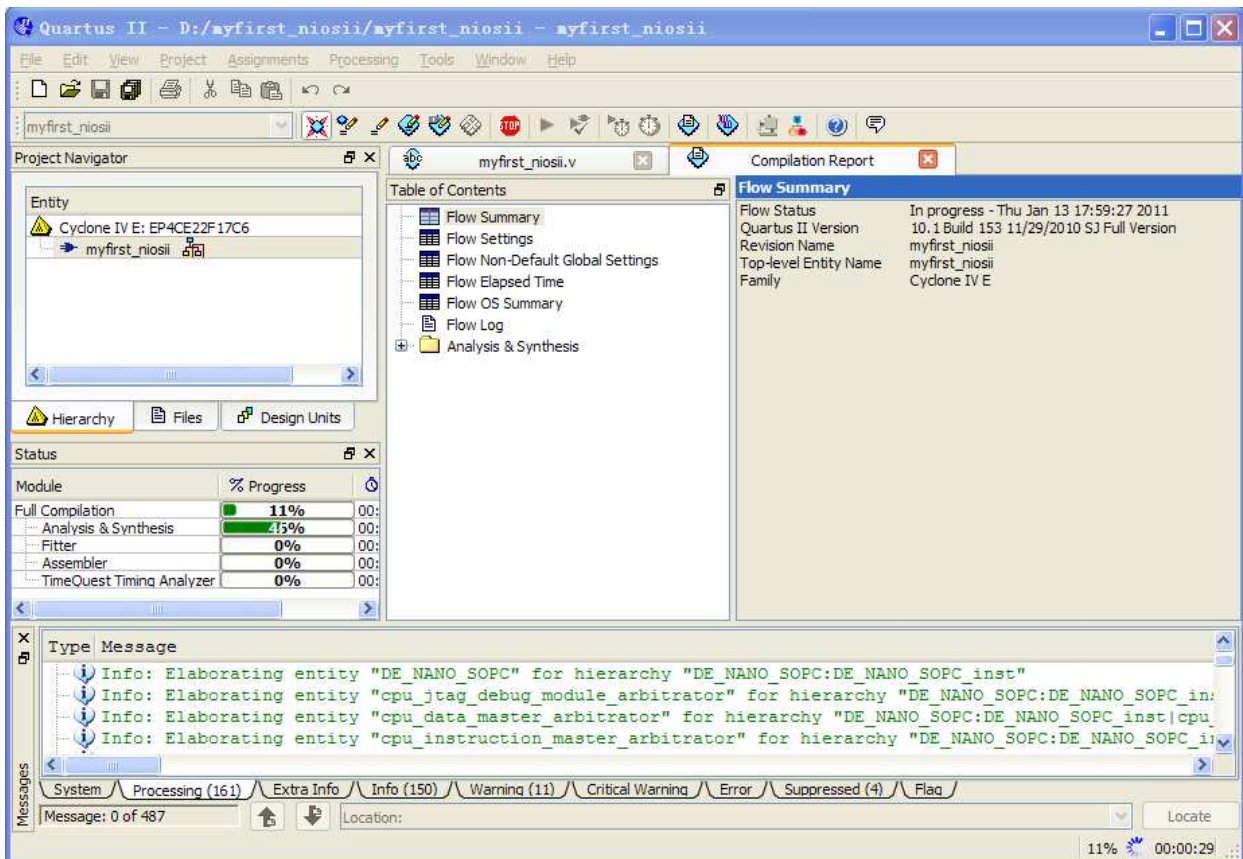 Quartus II - D:/myfirst_niosii/myfirst_niosii - myfirst_niosii
File Edit View Project Assignments Processing Tools Window Help
myfirst_niosii
STOP
Project Navigator
Entity
Cyclone IV E: EP4CE22F17C6
myfirst_niosii
Hierarchy Files Design Units
Status
Module % Progress
Full Compilation 11% 00:
Analysis & Synthesis 45% 00:
Fitter 0% 00:
Assembler 0% 00:
TimeQuest Timing Analyzer 0% 00:
abc myfirst_niosii.v Compilation Report
Table of Contents
Flow Summary
Flow Settings
Flow Non-Default Global Settings
Flow Elapsed Time
Flow OS Summary
Flow Log
Analysis & Synthesis
Flow Summary
Flow Status In progress - Thu Jan 13 17:59:27 2011
Quartus II Version 10.1 Build 153 11/29/2010 SJ Full Version
Revision Name myfirst_niosii
Top-level Entity Name myfirst_niosii
Family Cyclone IV E
Type Message
Info: Elaborating entity "DE_NANO_SOPC" for hierarchy "DE_NANO_SOPC:DE_NANO_SOPC_inst"
Info: Elaborating entity "cpu_jtag_debug_module_arbitrator" for hierarchy "DE_NANO_SOPC:DE_NANO_SOPC_in
Info: Elaborating entity "cpu_data_master_arbitrator" for hierarchy "DE_NANO_SOPC:DE_NANO_SOPC_inst|cpu_
Info: Elaborating entity "cpu_instruction_master_arbitrator" for hierarchy "DE_NANO_SOPC:DE_NANO_SOPC_i
System Processing (161) Extra Info Info (150) Warning (11) Critical Warning Error Suppressed (4) Flag
Messages
Message: 0 of 487 Location: Locate
11% 00:00:29